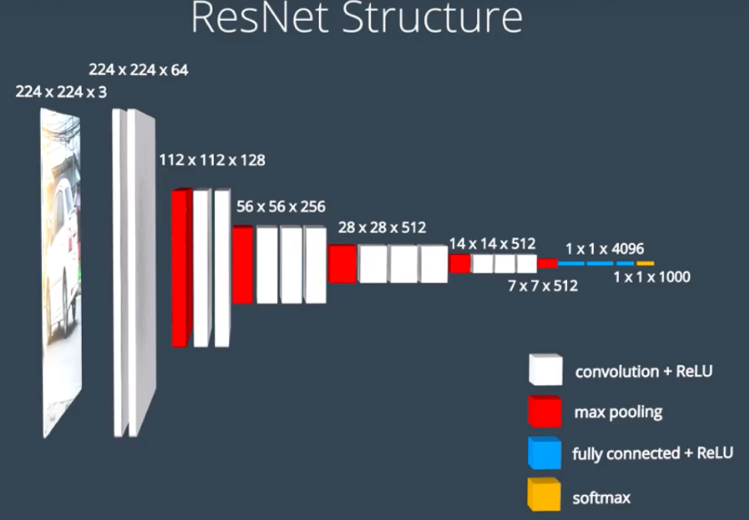 ResNet Structure
224 x 224 x 64
224 x 224 x 3
112 x 112 x 128
56 x 56 x 256
28 x 28 x 512
14 x 14 x 512
1 x 1 x 4096
7 x 7 x 512
1 x 1 x 1000
convolution + ReLU
max pooling
fully connected + ReLU
softmax